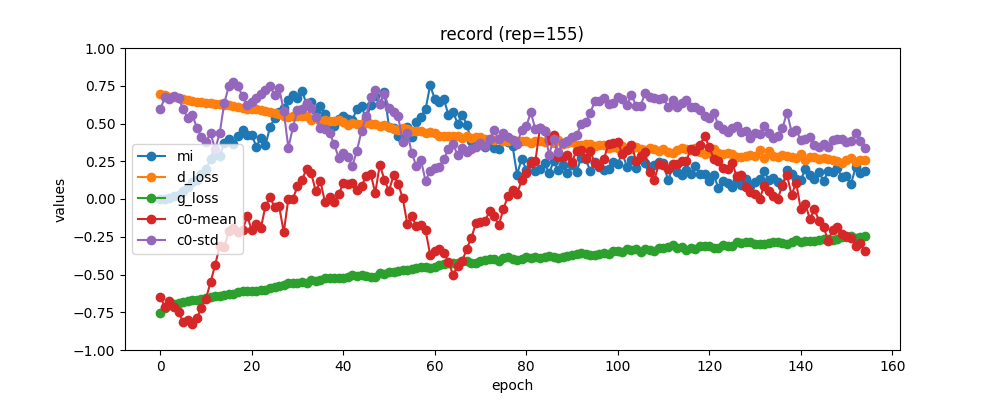 record (rep=155)
1.00
0.75
0.50
0.25
0.00
−0.25
−0.50
−0.75
−1.00
values
mi
d_loss
g_loss
c0-mean
c0-std
0 20 40 60 80 100 120 140 160
epoch